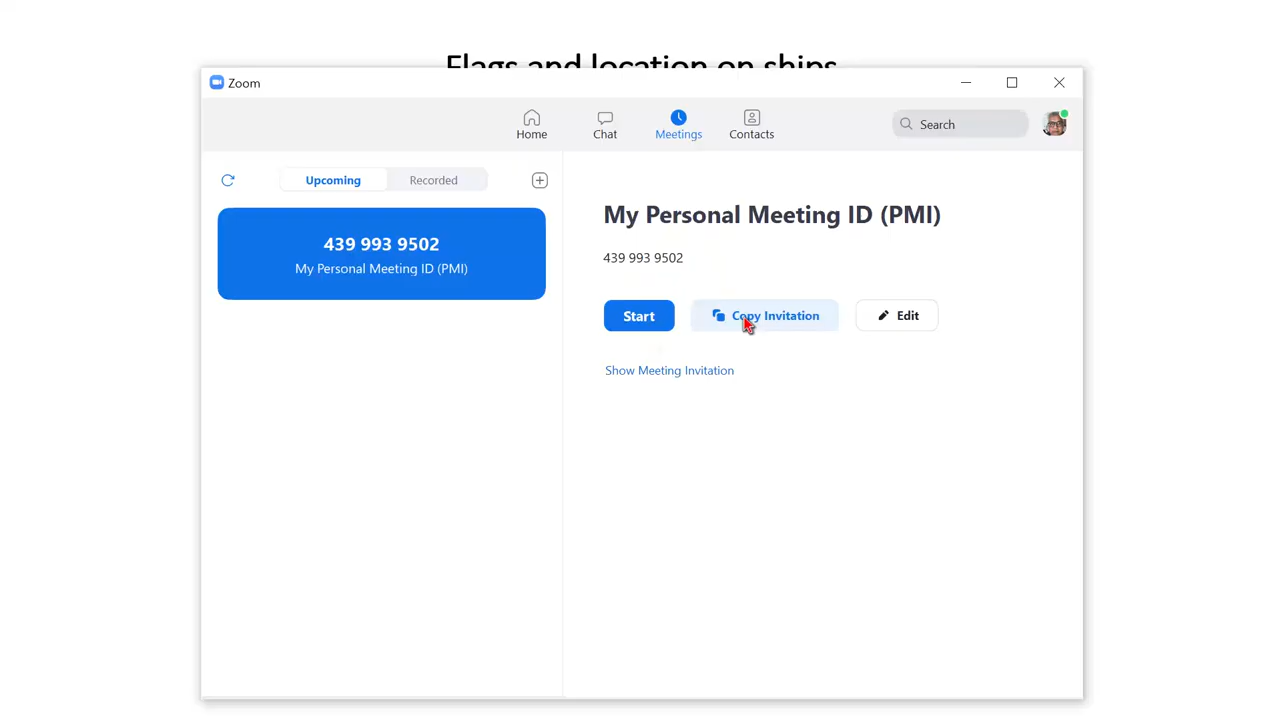 Flags and location on ships
Zoom
Home
Chat
Meetings
Contacts
Search
Upcoming
Recorded
439 993 9502
My Personal Meeting ID (PMI)
My Personal Meeting ID (PMI)
439 993 9502
Start
Copy Invitation
Edit
Show Meeting Invitation